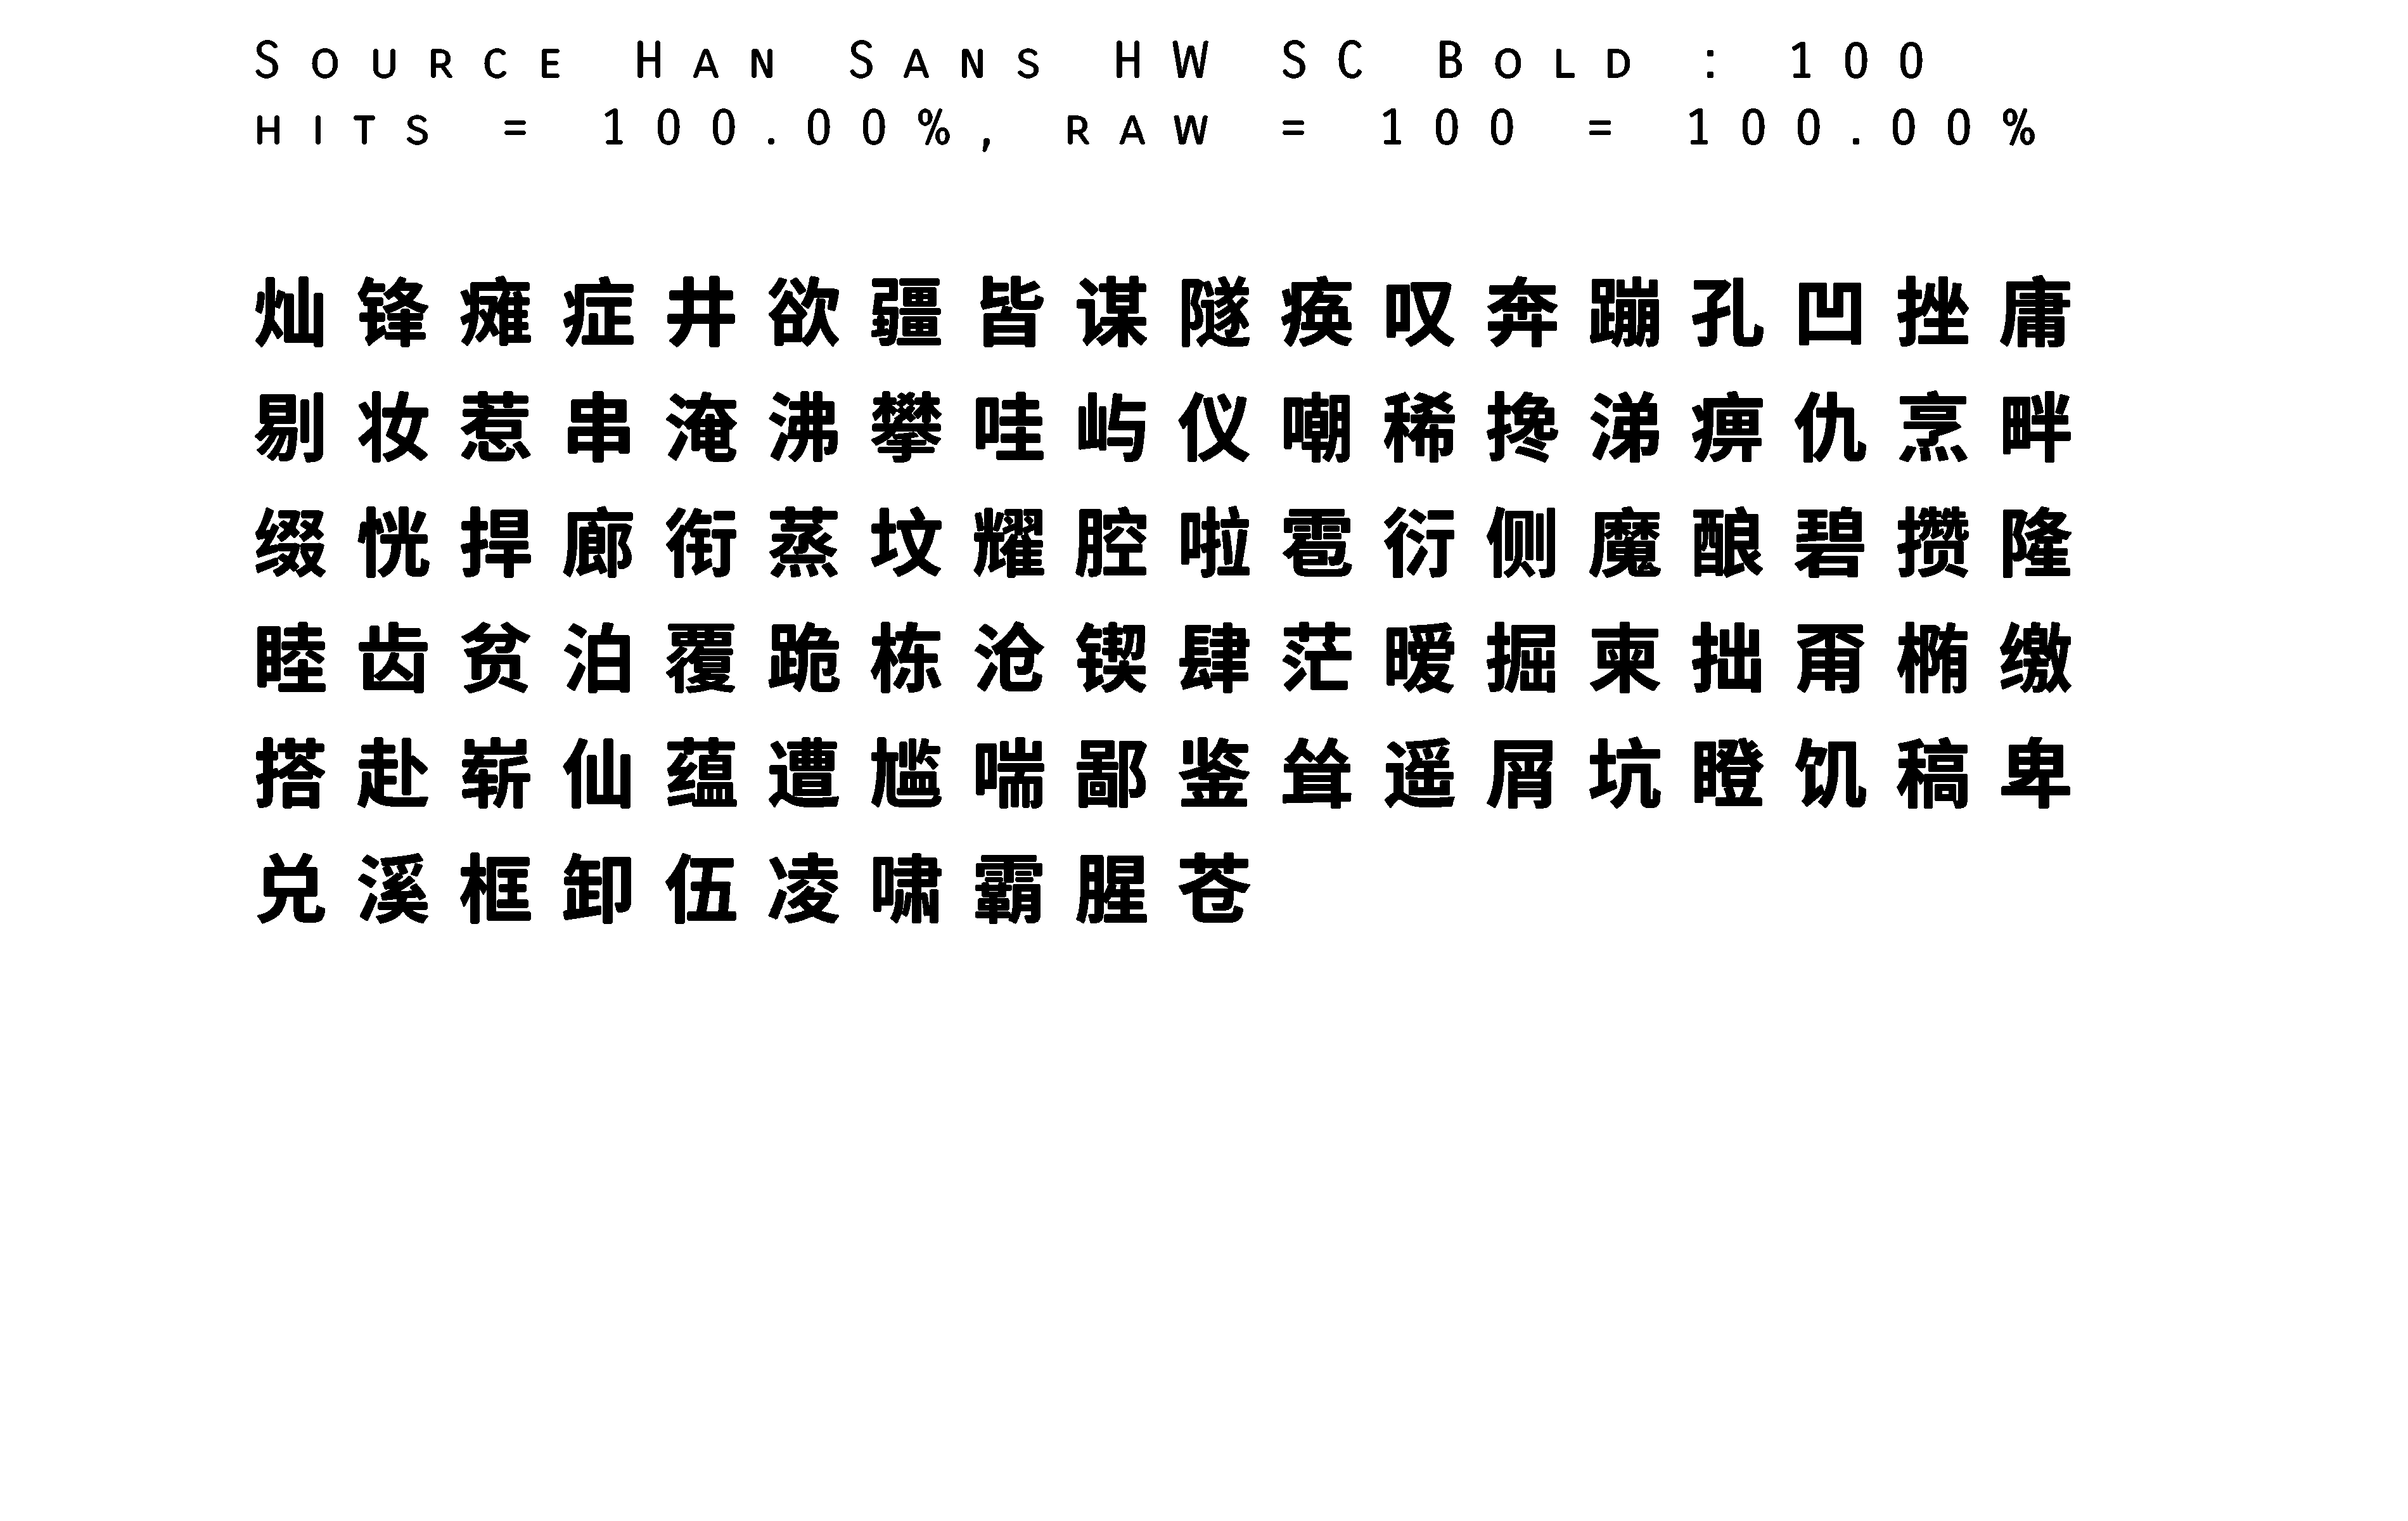 Source Han Sans HW SC Bold : 100
hits = 100.00%, raw = 100 = 100.00%
灿锋瘫症井欲疆皆谋隧痪叹奔蹦孔凹挫庸
剔妆惹串淹沸攀哇屿仪嘲稀搀涕痹仇烹畔
缀恍捍廊衔蒸坟耀腔啦雹衍侧魔酿碧攒隆
睦齿贫泊覆跪栋沧锲肆茫暧掘柬拙甭椭缴
搭赴崭仙蕴遭尴喘鄙鉴耸遥屑坑瞪饥稿卑
兑溪框卸伍凌啸霸腥苍